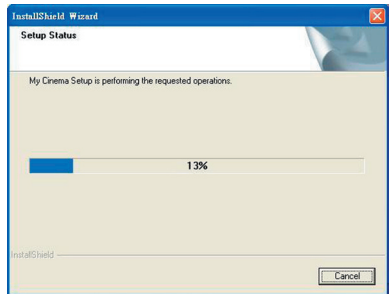 InstallShield Wizard
Setup Status
My Cinema Setup is performing the requested operations.
13%
InstallShield
Cancel